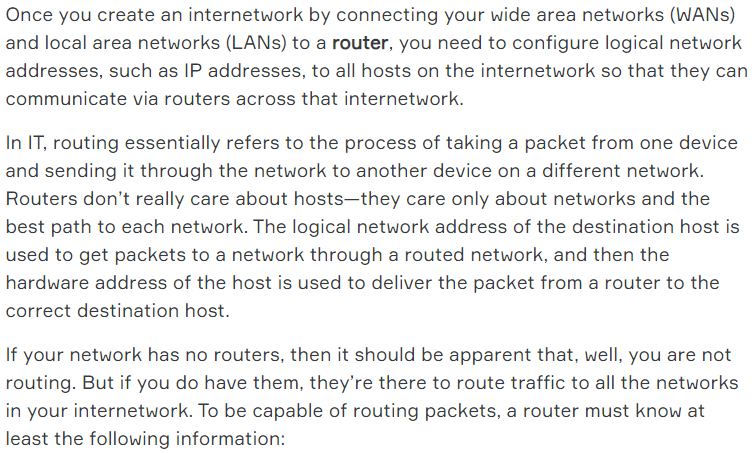 Once you create an internetwork by connecting your wide area networks (WANs)
and local area networks (LANs) to a router, you need to configure logical network
addresses, such as IP addresses, to all hosts on the internetwork so that they can
communicate via routers across that internetwork.
In IT, routing essentially refers to the process of taking a packet from one device
and sending it through the network to another device on a different network.
Routers don’t really care about hosts—they care only about networks and the
best path to each network. The logical network address of the destination host is
used to get packets to a network through a routed network, and then the
hardware address of the host is used to deliver the packet from a router to the
correct destination host.
If your network has no routers, then it should be apparent that, well, you are not
routing. But if you do have them, they’re there to route traffic to all the networks
in your internetwork. To be capable of routing packets, a router must know at
least the following information: